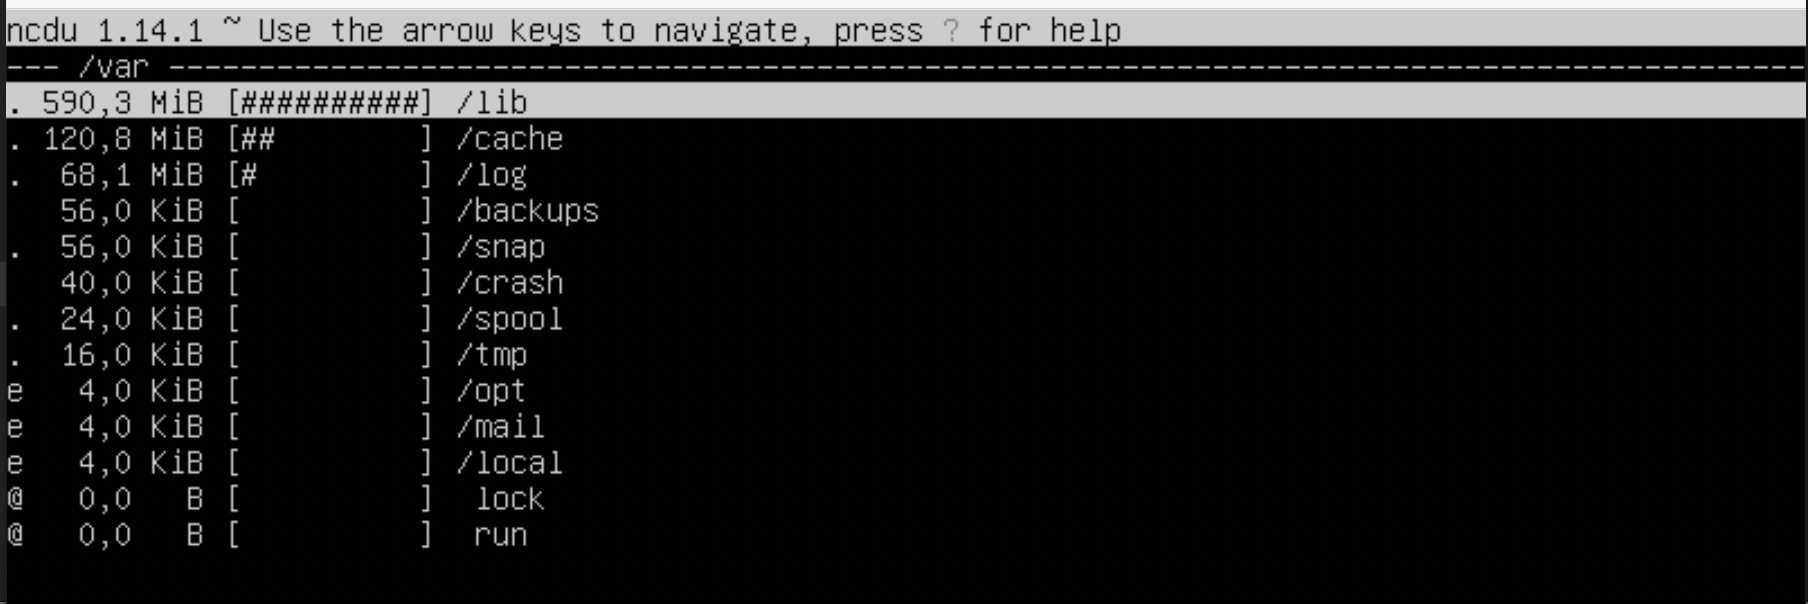 ncdu 1.14.1 ~ Use the arrow keys to navigate, press ? for help
--- /var -------------------------------------------------------------------------------------------
. 590,3 MiB [##########] /lib
. 120,8 MiB [##        ] /cache
.  68,1 MiB [#         ] /log
   56,0 KiB [          ] /backups
.  56,0 KiB [          ] /snap
   40,0 KiB [          ] /crash
.  24,0 KiB [          ] /spool
.  16,0 KiB [          ] /tmp
e   4,0 KiB [          ] /opt
e   4,0 KiB [          ] /mail
e   4,0 KiB [          ] /local
@   0,0   B [          ]  lock
@   0,0   B [          ]  run